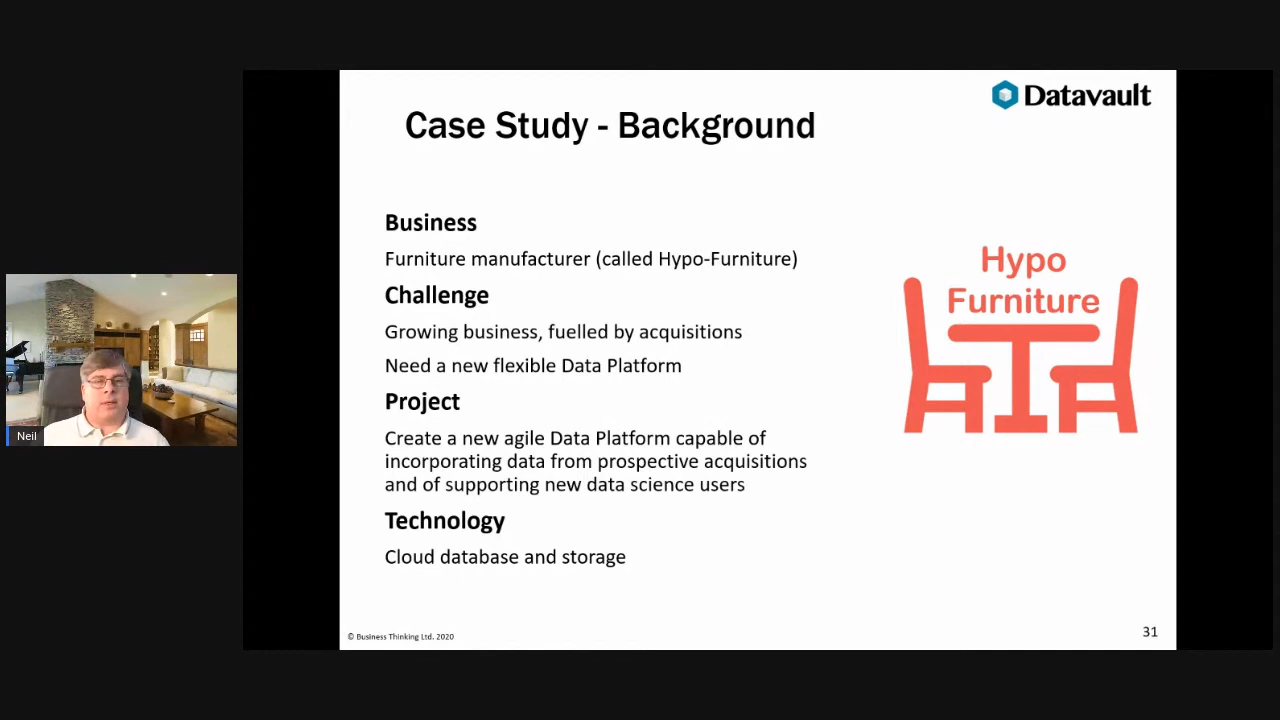 Datavault
Case Study - Background
Business
Furniture manufacturer (called Hypo-Furniture)
Challenge
Growing business, fuelled by acquisitions
Need a new flexible Data Platform
Project
Create a new agile Data Platform capable of
incorporating data from prospective acquisitions
and of supporting new data science users
Technology
Cloud database and storage
Hypo
Furniture
Neil
© Business Thinking Ltd. 2020
31